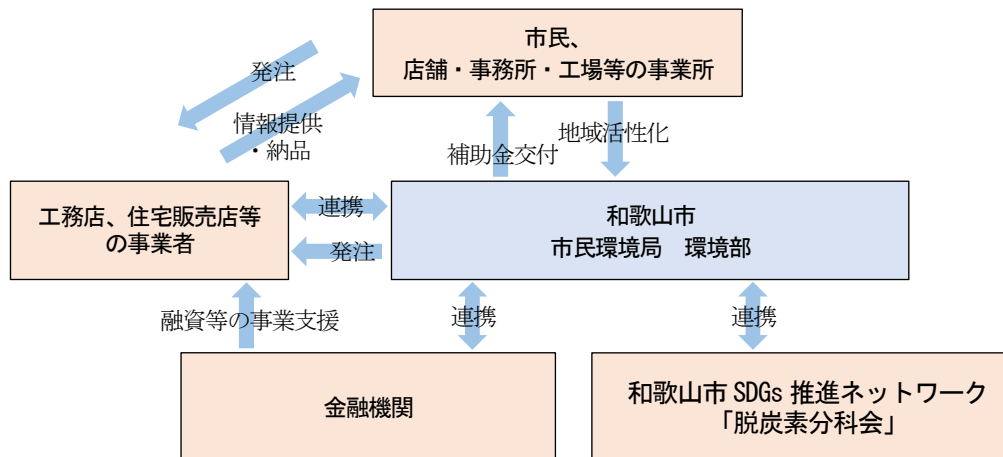 市民、
店舗・事務所・工場等の事業所
発注
情報提供
・納品
補助金交付
地域活性化
工務店、住宅販売店等
の事業者
連携
発注
和歌山市
市民環境局　環境部
融資等の事業支援
連携
連携
金融機関
和歌山市 SDGs 推進ネットワーク
「脱炭素分科会」